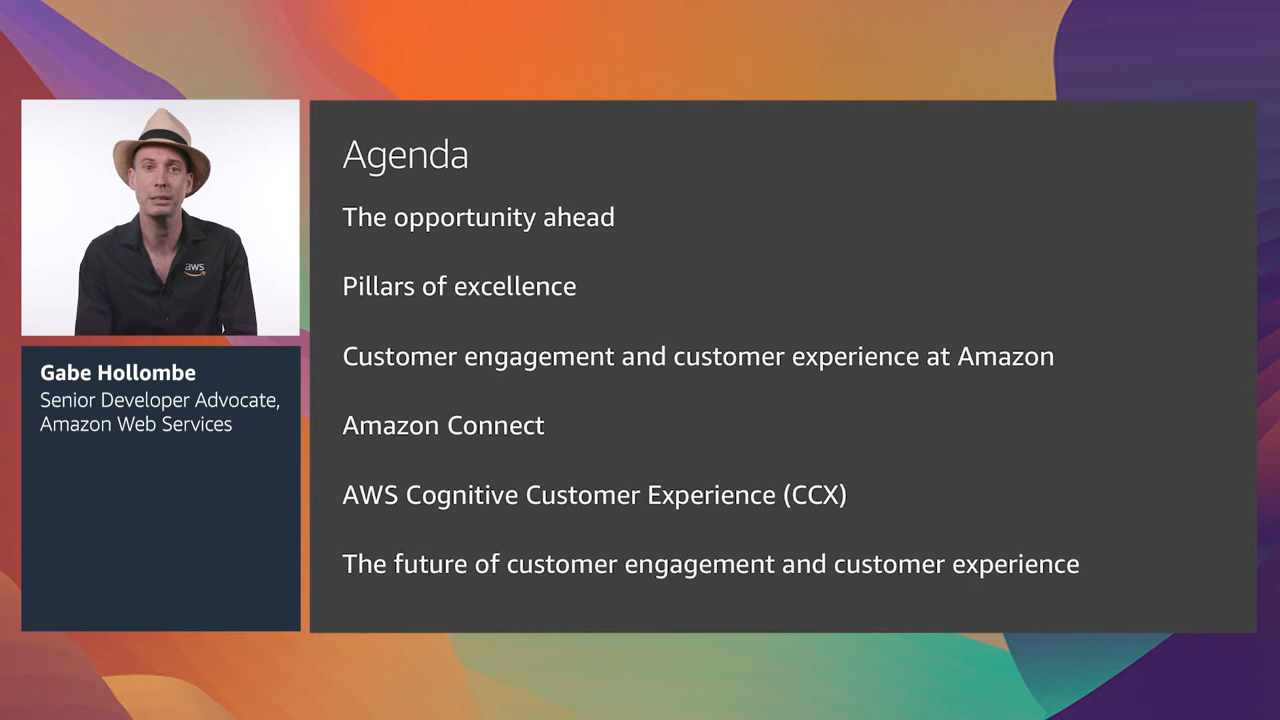 aws
Gabe Hollombe
Senior Developer Advocate,
Amazon Web Services
Agenda
The opportunity ahead
Pillars of excellence
Customer engagement and customer experience at Amazon
Amazon Connect
AWS Cognitive Customer Experience (CCX)
The future of customer engagement and customer experience